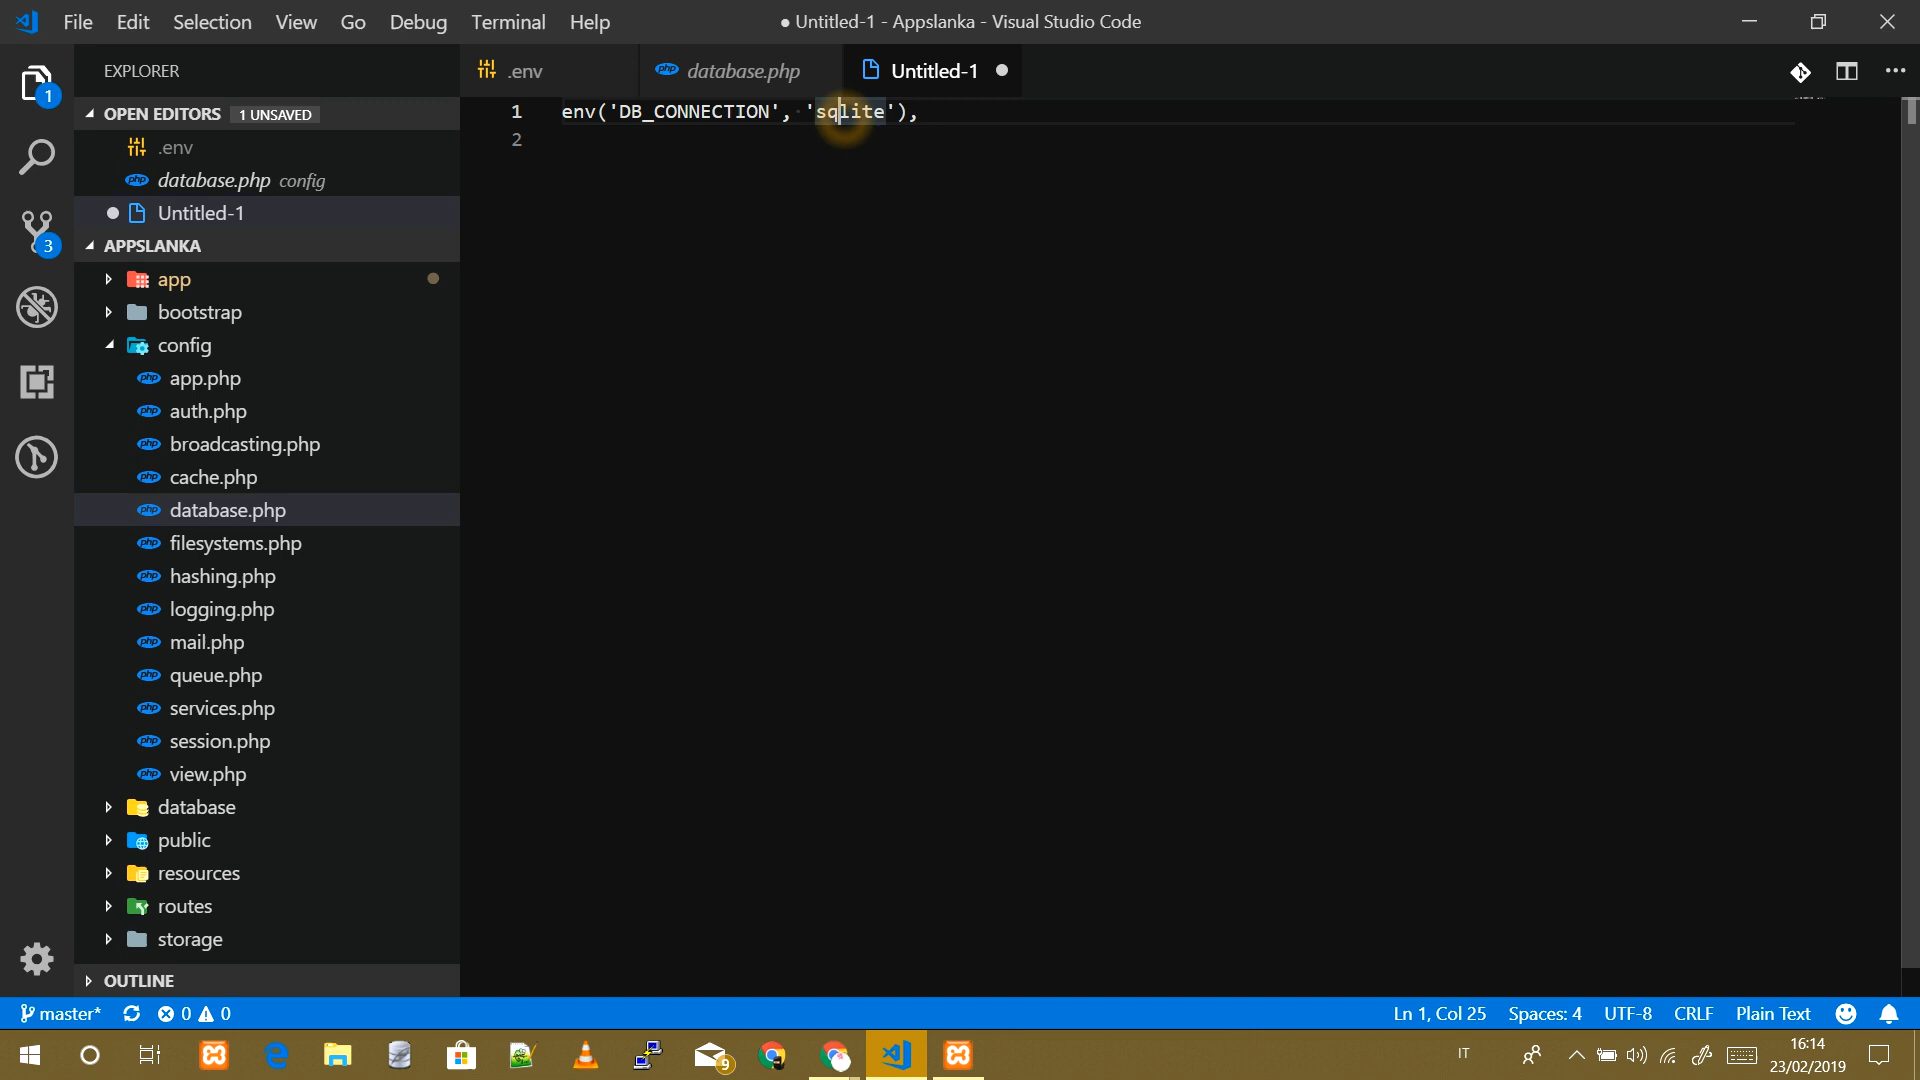 File Edit Selection View Go Debug Terminal Help
● Untitled-1 - Appslanka - Visual Studio Code
EXPLORER
.env
database.php
Untitled-1
1
OPEN EDITORS 1 UNSAVED
.env
database.php config
Untitled-1
APPSLANKA
3
app
bootstrap
config
app.php
auth.php
broadcasting.php
cache.php
database.php
filesystems.php
hashing.php
logging.php
mail.php
queue.php
services.php
session.php
view.php
database
public
resources
routes
storage
OUTLINE
1 env('DB_CONNECTION', 'sqlite'),
2
master* 0 0
Ln 1, Col 25 Spaces: 4 UTF-8 CRLF Plain Text
9
IT
16:14
23/02/2019